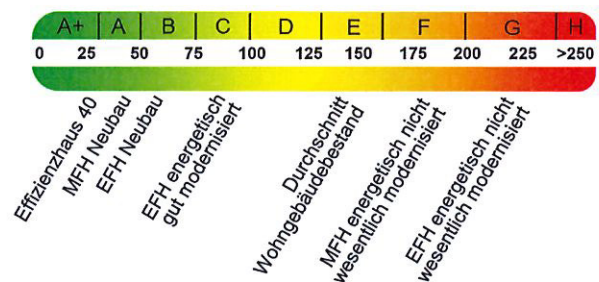 A+ A B C D E F G H
0 25 50 75 100 125 150 175 200 225 >250
Effizienzhaus 40
MFH Neubau
EFH Neubau
EFH energetisch
gut modernisiert
Durchschnitt
Wohngebäudebestand
MFH energetisch nicht
wesentlich modernisiert
EFH energetisch nicht
wesentlich modernisiert